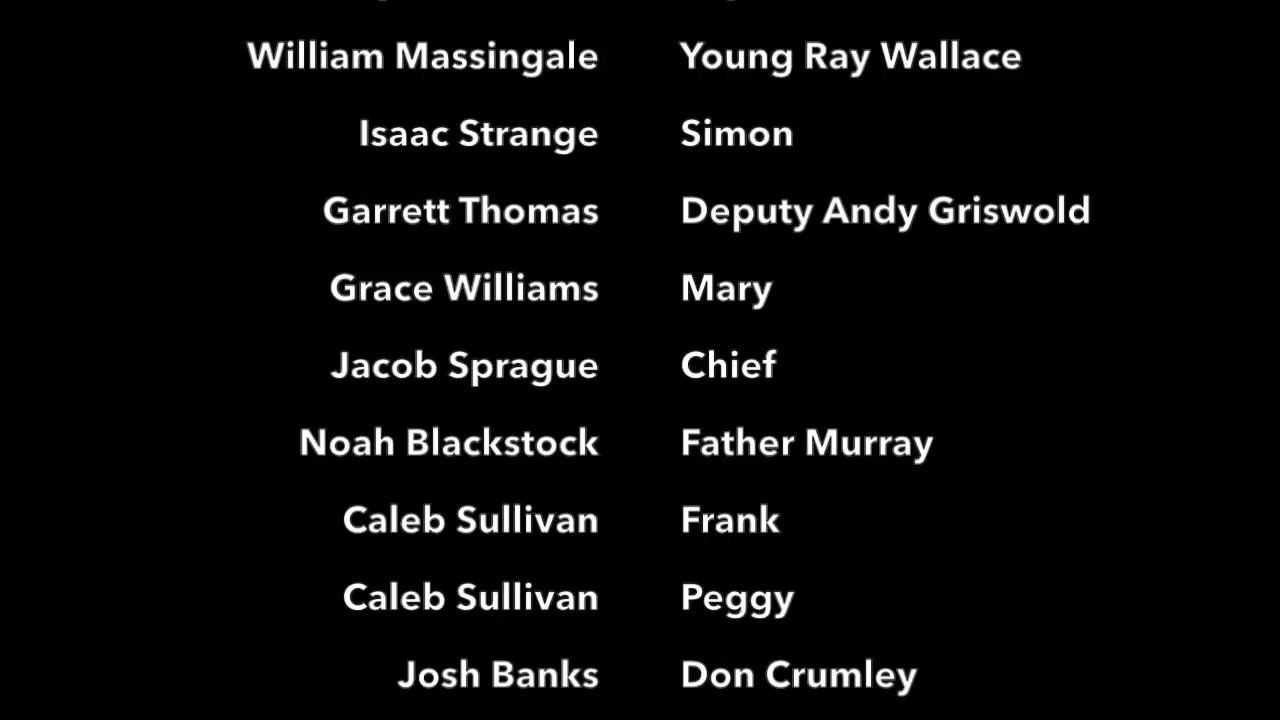 William Massingale Young Ray Wallace
Isaac Strange Simon
Garrett Thomas Deputy Andy Griswold
Grace Williams Mary
Jacob Sprague Chief
Noah Blackstock Father Murray
Caleb Sullivan Frank
Caleb Sullivan Peggy
Josh Banks Don Crumley